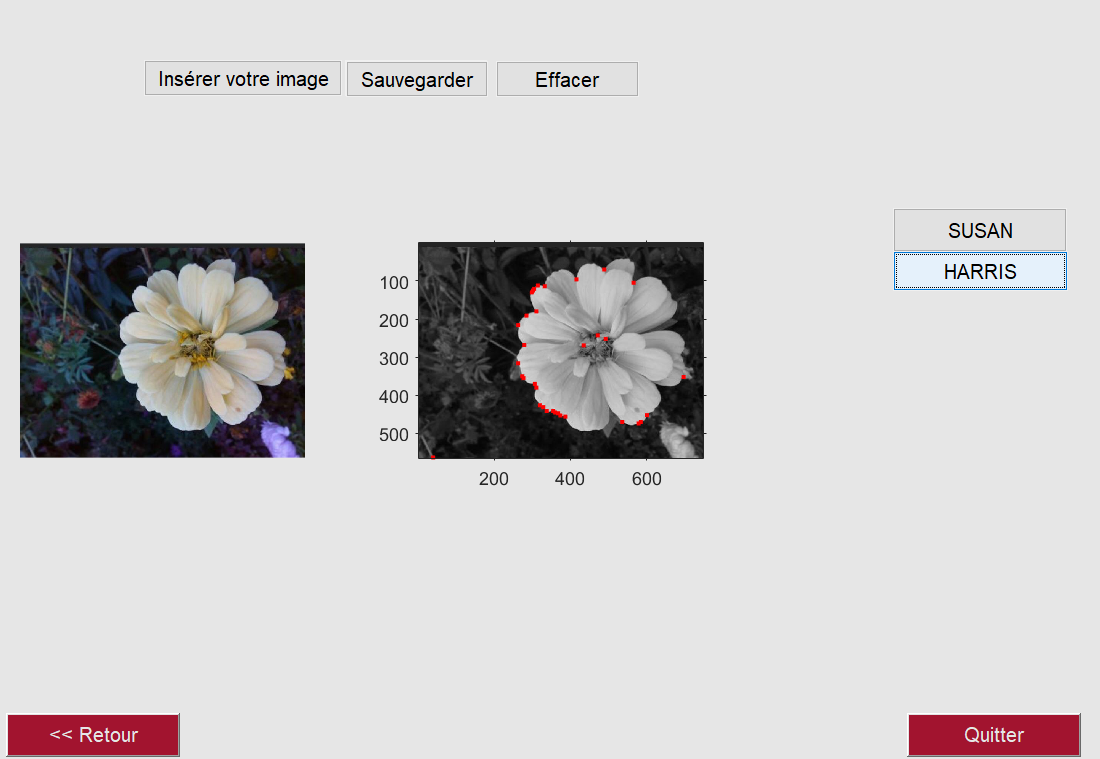 Insérer votre image
Sauvegarder
Effacer
SUSAN
HARRIS
100
200
300
400
500
200
400
600
<< Retour
Quitter